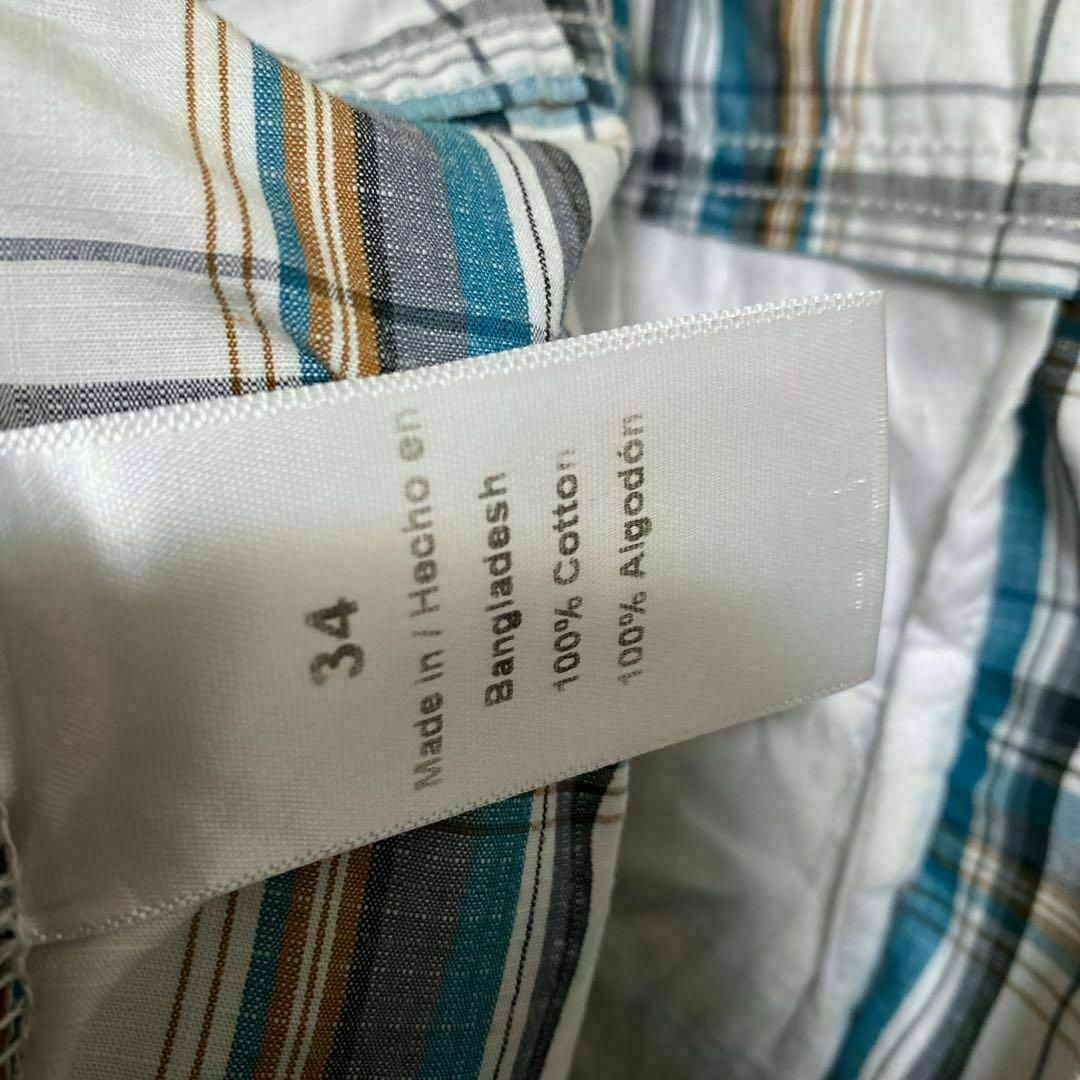 34
Made in / Hecho en
Bangladesh
100% Cotton
100% Algodón